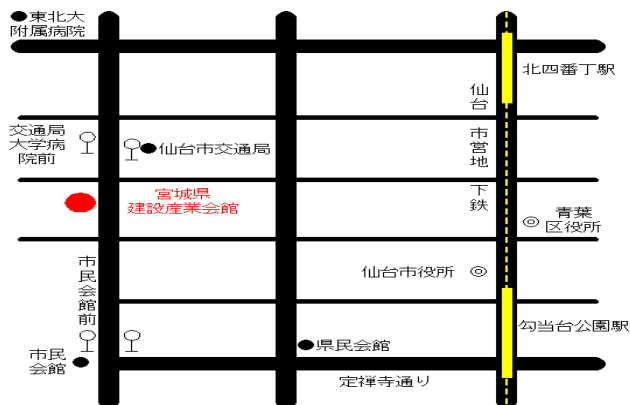 東北大
附属病院
北四番丁駅
仙台
市営地
下鉄
交通局
大学病
院前
仙台市交通局
宮城県
建設産業会館
青葉
区役所
市民会館前
仙台市役所
勾当台公園駅
県民会館
市民
会館
定禅寺通り